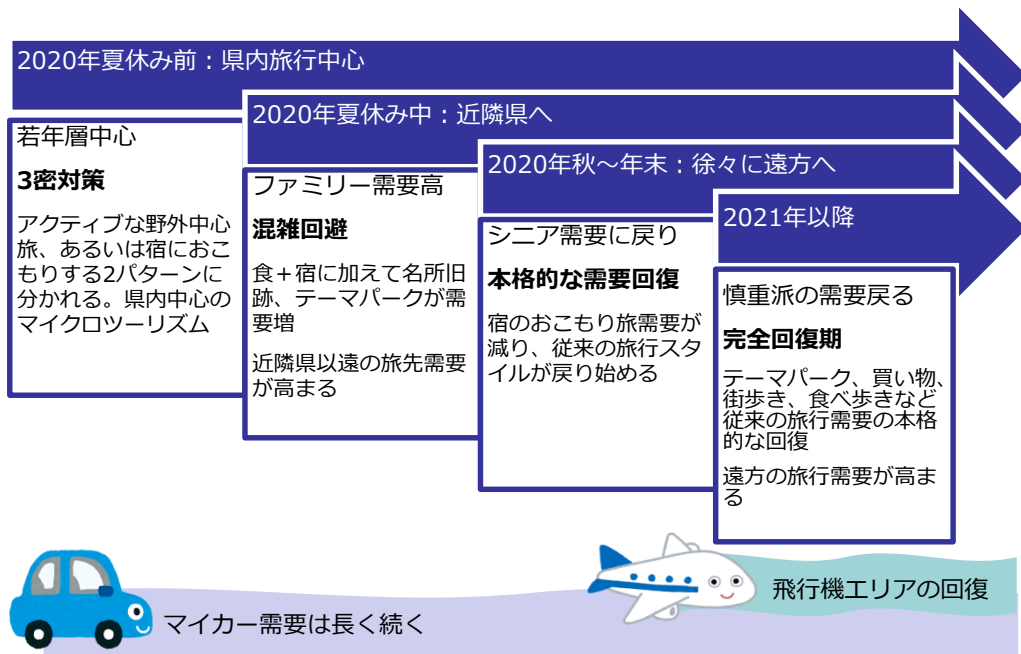 2020年夏休み前：県内旅行中心
若年層中心
3密対策
アクティブな野外中心
旅、あるいは宿におこ
もりする2パターンに
分かれる。県内中心の
マイクロツーリズム
2020年夏休み中：近隣県へ
ファミリー需要高
混雑回避
食＋宿に加えて名所旧
跡、テーマパークが需
要増
近隣県以遠の旅先需要
が高まる
2020年秋～年末：徐々に遠方へ
シニア需要に戻り
本格的な需要回復
宿のおこもり旅需要が
減り、従来の旅行スタ
イルが戻り始める
2021年以降
慎重派の需要戻る
完全回復期
テーマパーク、買い物、
街歩き、食べ歩きなど
従来の旅行需要の本格
的な回復
遠方の旅行需要が高ま
る
飛行機エリアの回復
マイカー需要は長く続く